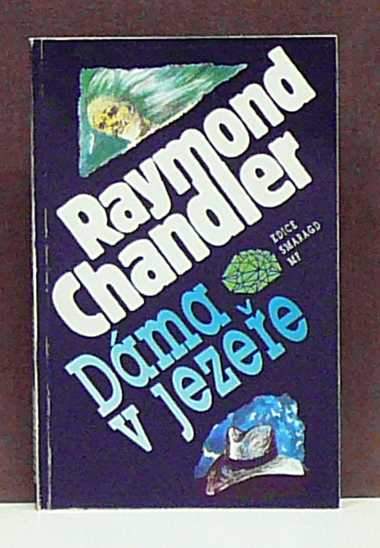 Raymond
Chandler
EDICE
SMARAGD
MF
Dáma
v jezeře